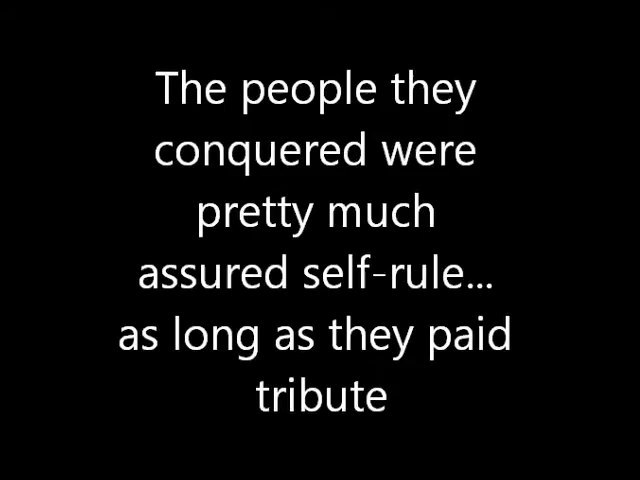 The people they
conquered were
pretty much
assured self-rule...
as long as they paid
tribute